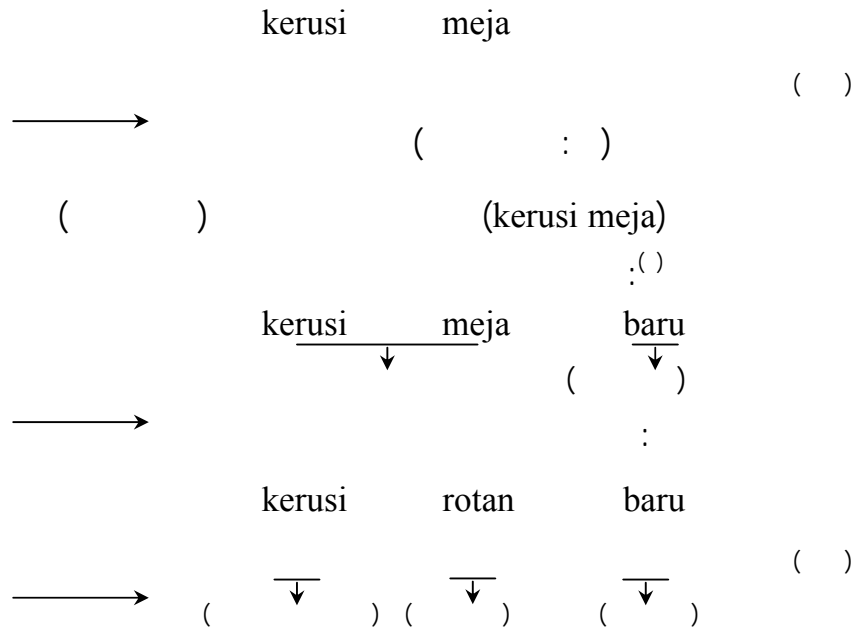 kerusi meja
( )
( : )
( ) (kerusi meja)
:( )
kerusi meja baru
( )
:
kerusi rotan baru
( )
( ) ( ) ( )